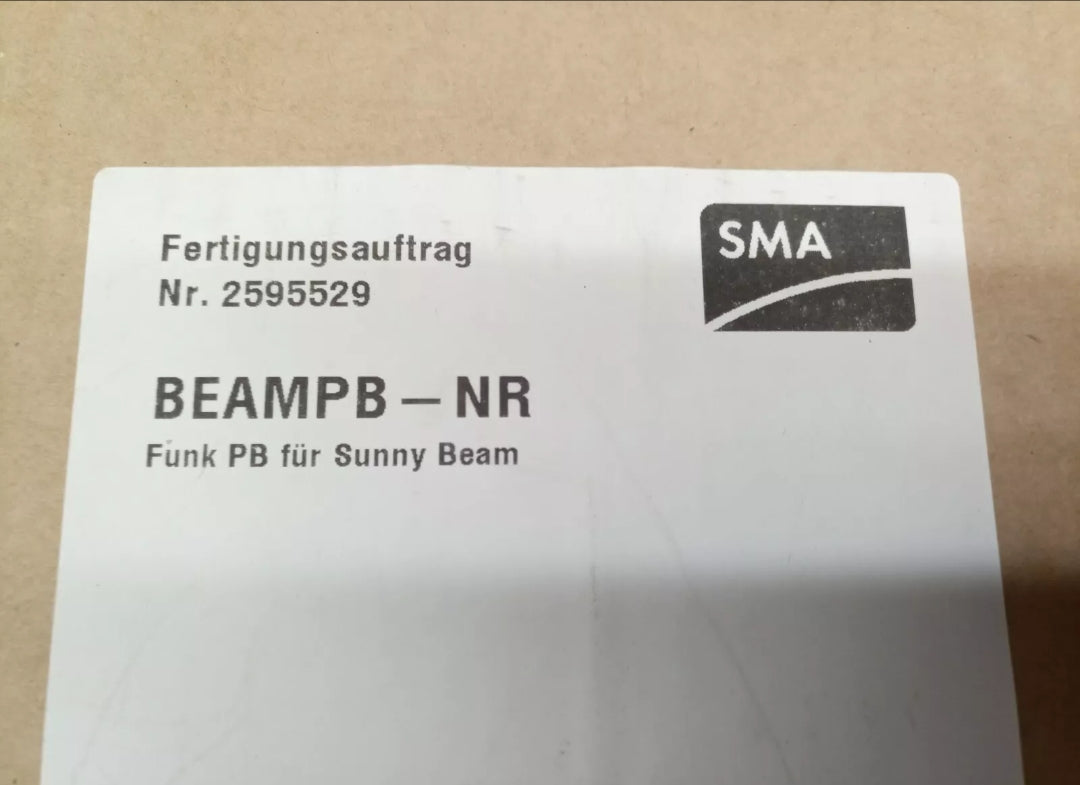 Fertigungsauftrag
Nr. 2595529
SMA
BEAMPB – NR
Funk PB für Sunny Beam